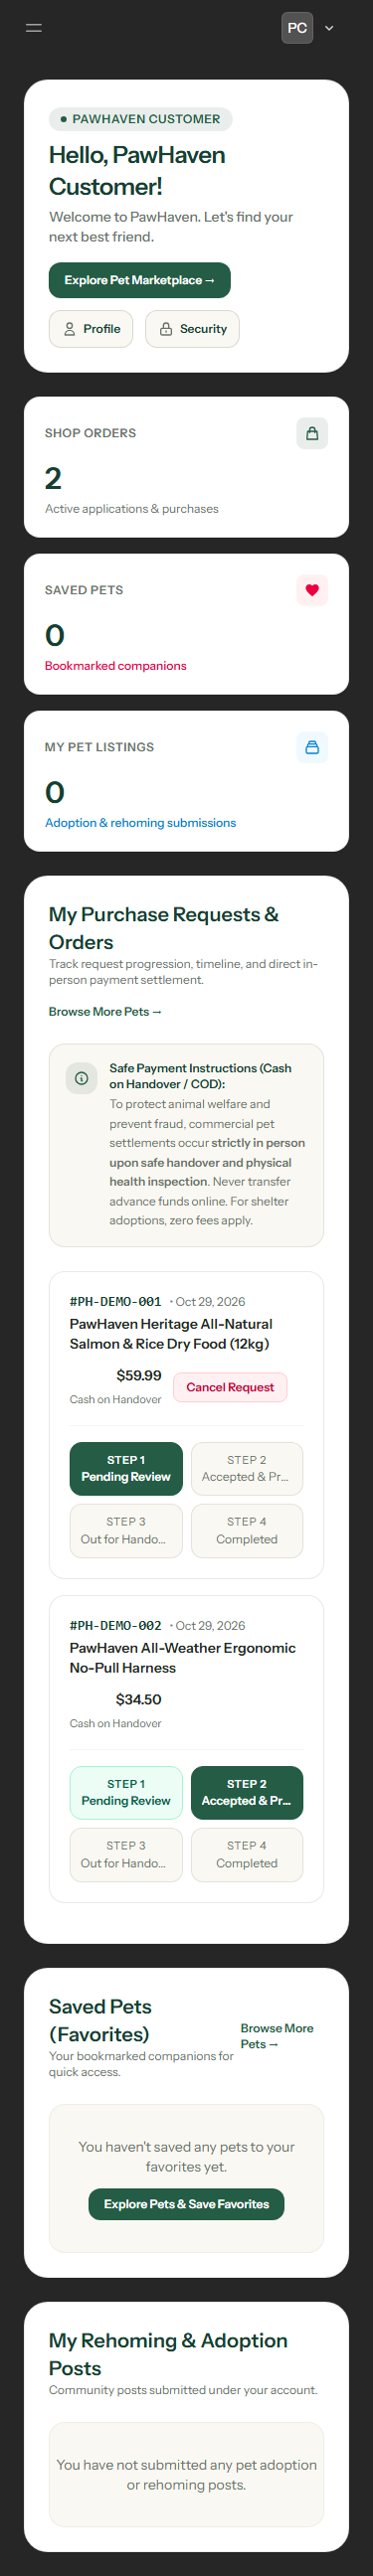 PC
PAWHAVEN CUSTOMER
Hello, PawHaven
Customer!
Welcome to PawHaven. Let's find your
next best friend.
Explore Pet Marketplace →
Profile
Security
SHOP ORDERS
2
Active applications & purchases
SAVED PETS
0
Bookmarked companions
MY PET LISTINGS
0
Adoption & rehoming submissions
My Purchase Requests &
Orders
Track request progression, timeline, and direct in-
person payment settlement.
Browse More Pets →
Safe Payment Instructions (Cash
on Handover / COD):
To protect animal welfare and
prevent fraud, commercial pet
settlements occur strictly in person
upon safe handover and physical
health inspection. Never transfer
advance funds online. For shelter
adoptions, zero fees apply.
#PH-DEMO-001 • Oct 29, 2026
PawHaven Heritage All-Natural
Salmon & Rice Dry Food (12kg)
$59.99
Cash on Handover
Cancel Request
STEP 1
Pending Review
STEP 2
Accepted & Pr...
STEP 3
Out for Hando...
STEP 4
Completed
#PH-DEMO-002 • Oct 29, 2026
PawHaven All-Weather Ergonomic
No-Pull Harness
$34.50
Cash on Handover
STEP 1
Pending Review
STEP 2
Accepted & Pr...
STEP 3
Out for Hando...
STEP 4
Completed
Saved Pets
(Favorites)
Your bookmarked companions for
quick access.
Browse More
Pets →
You haven't saved any pets to your
favorites yet.
Explore Pets & Save Favorites
My Rehoming & Adoption
Posts
Community posts submitted under your account.
You have not submitted any pet adoption
or rehoming posts.